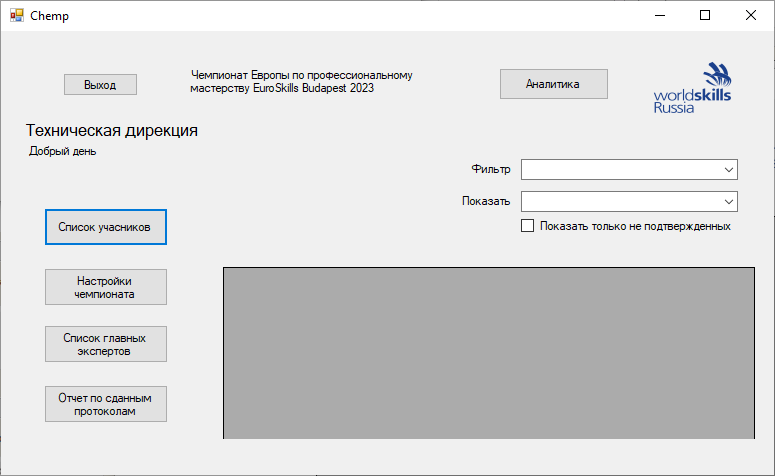 Chemp
Выход
Чемпионат Европы по профессиональному
мастерству EuroSkills Budapest 2023
Аналитика
worldskills
Russia
Техническая дирекция
Добрый день
Фильтр
Показать
Показать только не подтвержденных
Список учасников
Настройки
чемпионата
Список главных
экспертов
Отчет по сданным
протоколам